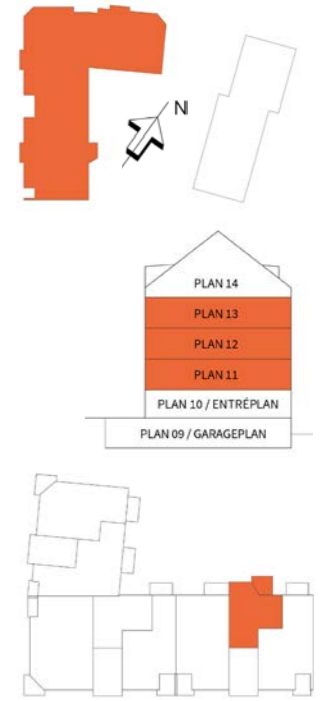 N
PLAN 14
PLAN 13
PLAN 12
PLAN 11
PLAN 10 / ENTRÉPLAN
PLAN 09 / GARAGEPLAN